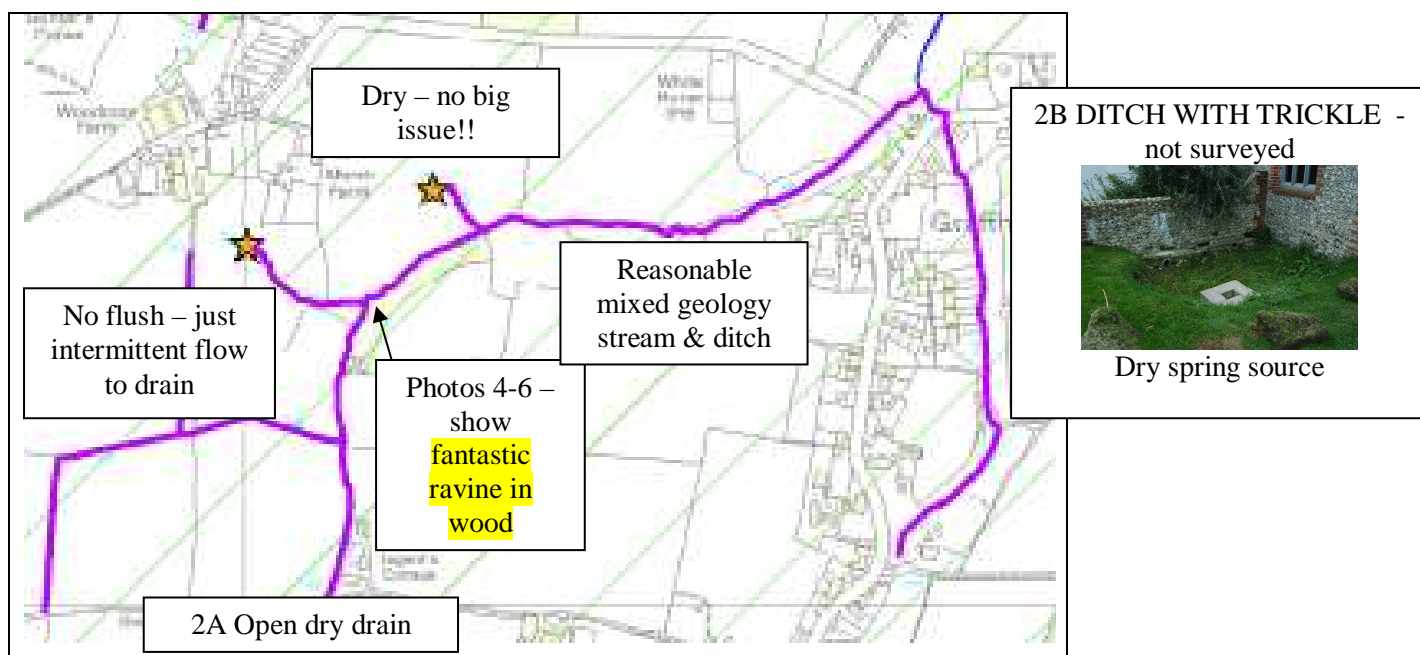 Dry – no big
issue!!
2B DITCH WITH TRICKLE -
not surveyed
Dry spring source
No flush – just
intermittent flow
to drain
Photos 4-6 –
show
fantastic
ravine in
wood
Reasonable
mixed geology
stream & ditch
2A Open dry drain